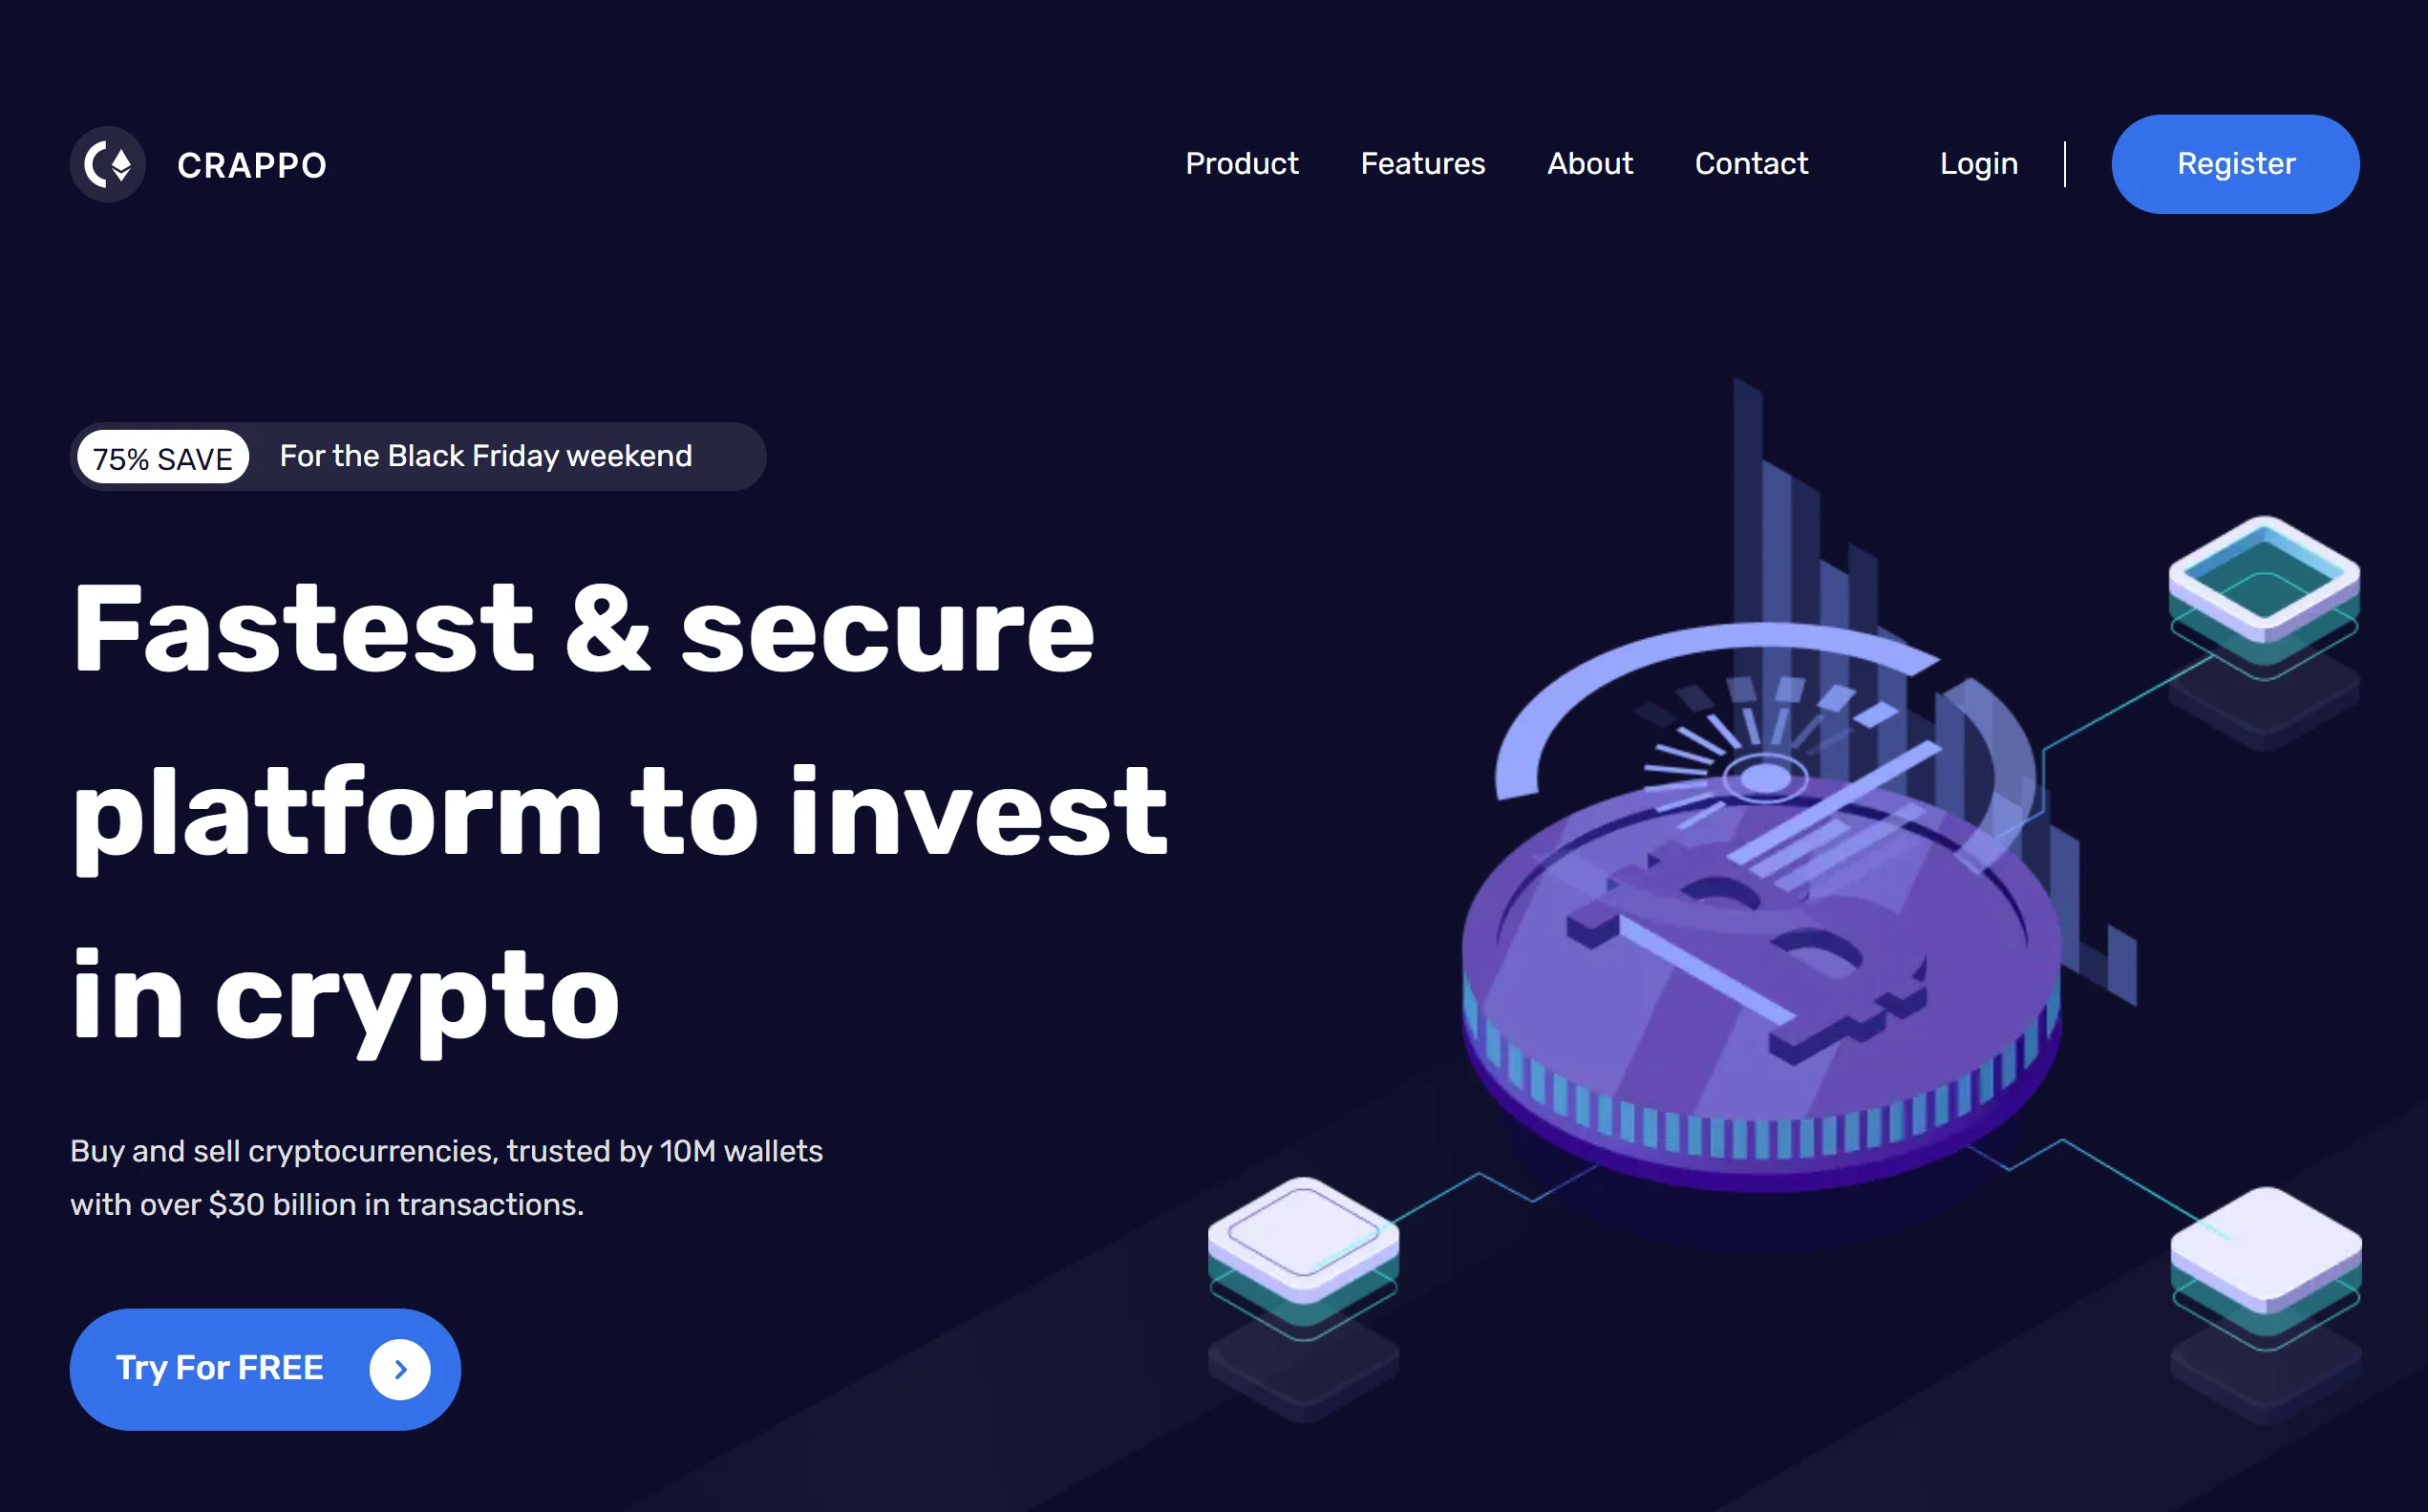 CRAPPO
Product Features About Contact Login Register
75% SAVE For the Black Friday weekend
Fastest & secure
platform to invest
in crypto
Buy and sell cryptocurrencies, trusted by 10M wallets
with over $30 billion in transactions.
Try For FREE